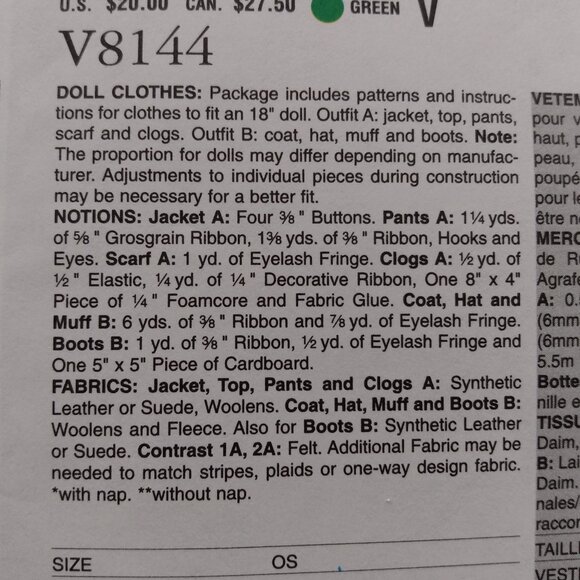 U.S. $20.00 CAN. $27.50 GREEN V
V8144
DOLL CLOTHES: Package includes patterns and instruc-
tions for clothes to fit an 18" doll. Outfit A: jacket, top, pants,
scarf and clogs. Outfit B: coat, hat, muff and boots. Note:
The proportion for dolls may differ depending on manufac-
turer. Adjustments to individual pieces during construction
may be necessary for a better fit.
NOTIONS: Jacket A: Four ⅜" Buttons. Pants A: 1¼ yds.
of ⅝" Grosgrain Ribbon, 1⅜ yds. of ⅜" Ribbon, Hooks and
Eyes. Scarf A: 1 yd. of Eyelash Fringe. Clogs A: ½ yd. of
½" Elastic, ¼ yd. of ¼" Decorative Ribbon, One 8" x 4"
Piece of ¼" Foamcore and Fabric Glue. Coat, Hat and
Muff B: 6 yds. of ⅜" Ribbon and ⅞ yd. of Eyelash Fringe.
Boots B: 1 yd. of ⅜" Ribbon, ½ yd. of Eyelash Fringe and
One 5" x 5" Piece of Cardboard.
FABRICS: Jacket, Top, Pants and Clogs A: Synthetic
Leather or Suede, Woolens. Coat, Hat, Muff and Boots B:
Woolens and Fleece. Also for Boots B: Synthetic Leather
or Suede. Contrast 1A, 2A: Felt. Additional Fabric may be
needed to match stripes, plaids or one-way design fabric.
*with nap. **without nap.
SIZE OS
VETEM
pour v
haut, p
peau,
poupé
pour le
être n
MERC
de R
Agrafe
A: 0.
(6mm
(6mm
5.5m
Botte
nille e
TISSU
Daim,
B: Lai
Daim.
nales/
raccor
TAILL
VESTE